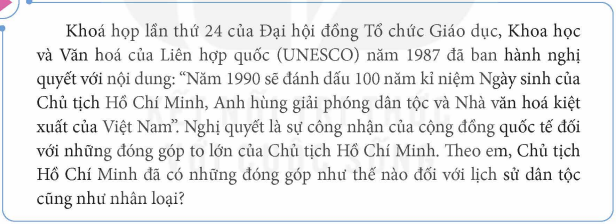 Khoá họp lần thứ 24 của Đại hội đồng Tổ chức Giáo dục, Khoa học
và Văn hoá của Liên hợp quốc (UNESCO) năm 1987 đã ban hành nghị
quyết với nội dung: “Năm 1990 sẽ đánh dấu 100 năm kỉ niệm Ngày sinh của
Chủ tịch Hồ Chí Minh, Anh hùng giải phóng dân tộc và Nhà văn hoá kiệt
xuất của Việt Nam”. Nghị quyết là sự công nhận của cộng đồng quốc tế đối
với những đóng góp to lớn của Chủ tịch Hồ Chí Minh. Theo em, Chủ tịch
Hồ Chí Minh đã có những đóng góp như thế nào đối với lịch sử dân tộc
cũng như nhân loại?